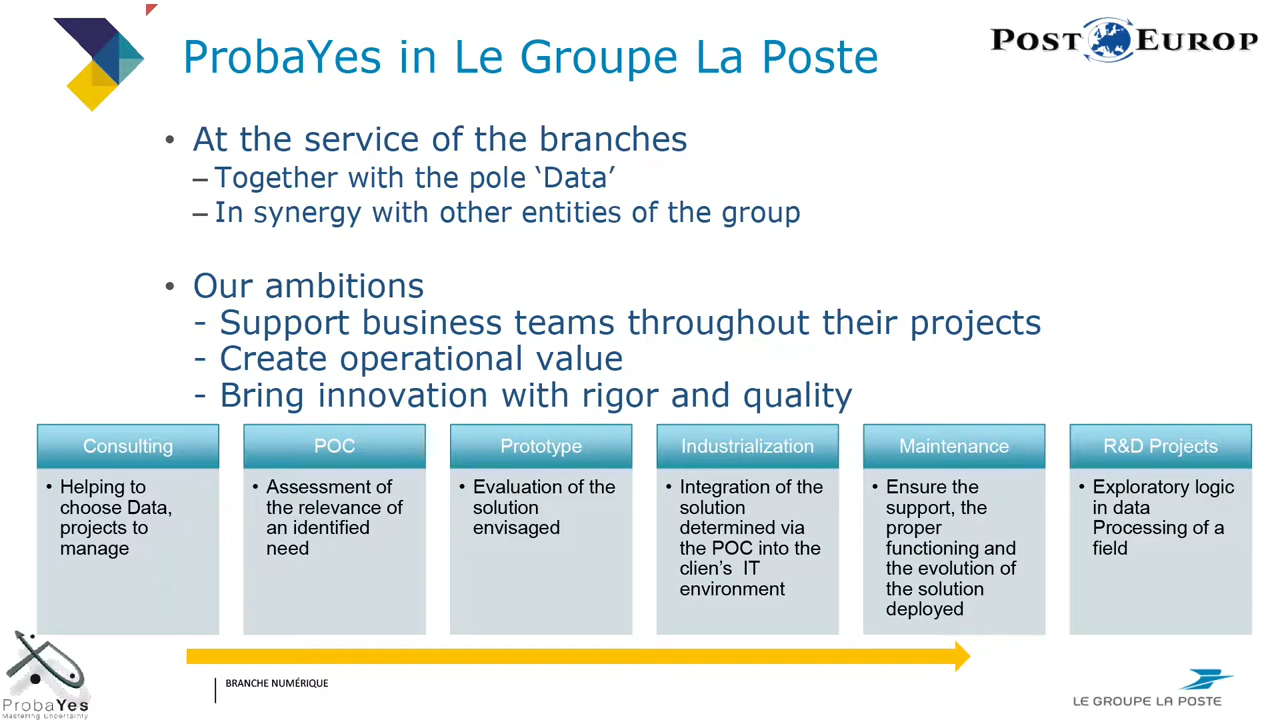 ProbaYes in Le Groupe La Poste
POST EUROP
• At the service of the branches
– Together with the pole ‘Data’
– In synergy with other entities of the group
• Our ambitions
- Support business teams throughout their projects
- Create operational value
- Bring innovation with rigor and quality
Consulting
• Helping to
choose Data,
projects to
manage
POC
• Assessment of
the relevance of
an identified
need
Prototype
• Evaluation of the
solution
envisaged
Industrialization
• Integration of the
solution
determined via
the POC into the
clien’s IT
environment
Maintenance
• Ensure the
support, the
proper
functioning and
the evolution of
the solution
deployed
R&D Projects
• Exploratory logic
in data
Processing of a
field
ProbaYes
Mastering Uncertainty
BRANCHE NUMÉRIQUE
LE GROUPE LA POSTE